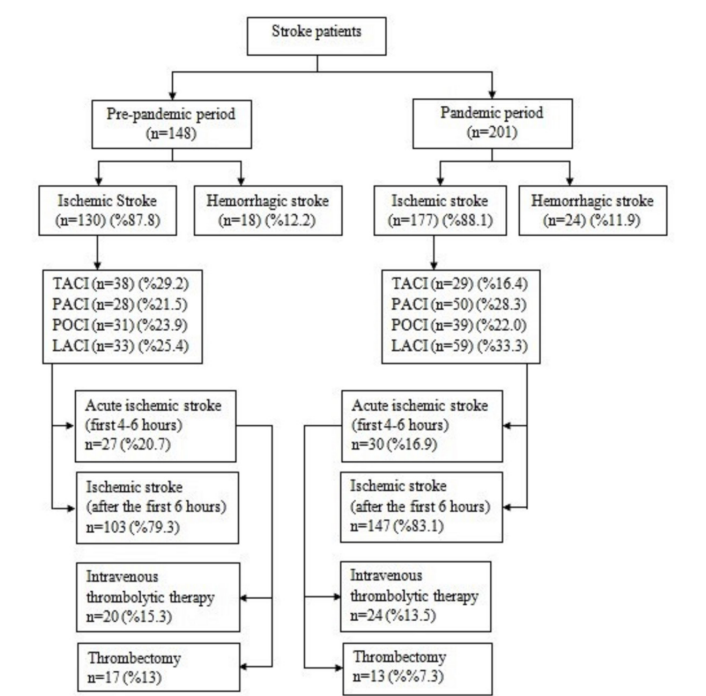 Stroke patients
Pre-pandemic period
(n=148)
Pandemic period
(n=201)
Ischemic Stroke
(n=130) (%87.8)
Hemorrhagic stroke
(n=18) (%12.2)
Ischemic stroke
(n=177) (%88.1)
Hemorrhagic stroke
(n=24) (%11.9)
TACI (n=38) (%29.2)
PACI (n=28) (%21.5)
POCI (n=31) (%23.9)
LACI (n=33) (%25.4)
TACI (n=29) (%16.4)
PACI (n=50) (%28.3)
POCI (n=39) (%22.0)
LACI (n=59) (%33.3)
Acute ischemic stroke
(first 4-6 hours)
n=27 (%20.7)
Acute ischemic stroke
(first 4-6 hours)
n=30 (%16.9)
Ischemic stroke
(after the first 6 hours)
n=103 (%79.3)
Ischemic stroke
(after the first 6 hours)
n=147 (%83.1)
Intravenous
thrombolytic therapy
n=20 (%15.3)
Intravenous
thrombolytic therapy
n=24 (%13.5)
Thrombectomy
n=17 (%13)
Thrombectomy
n=13 (%%7.3)